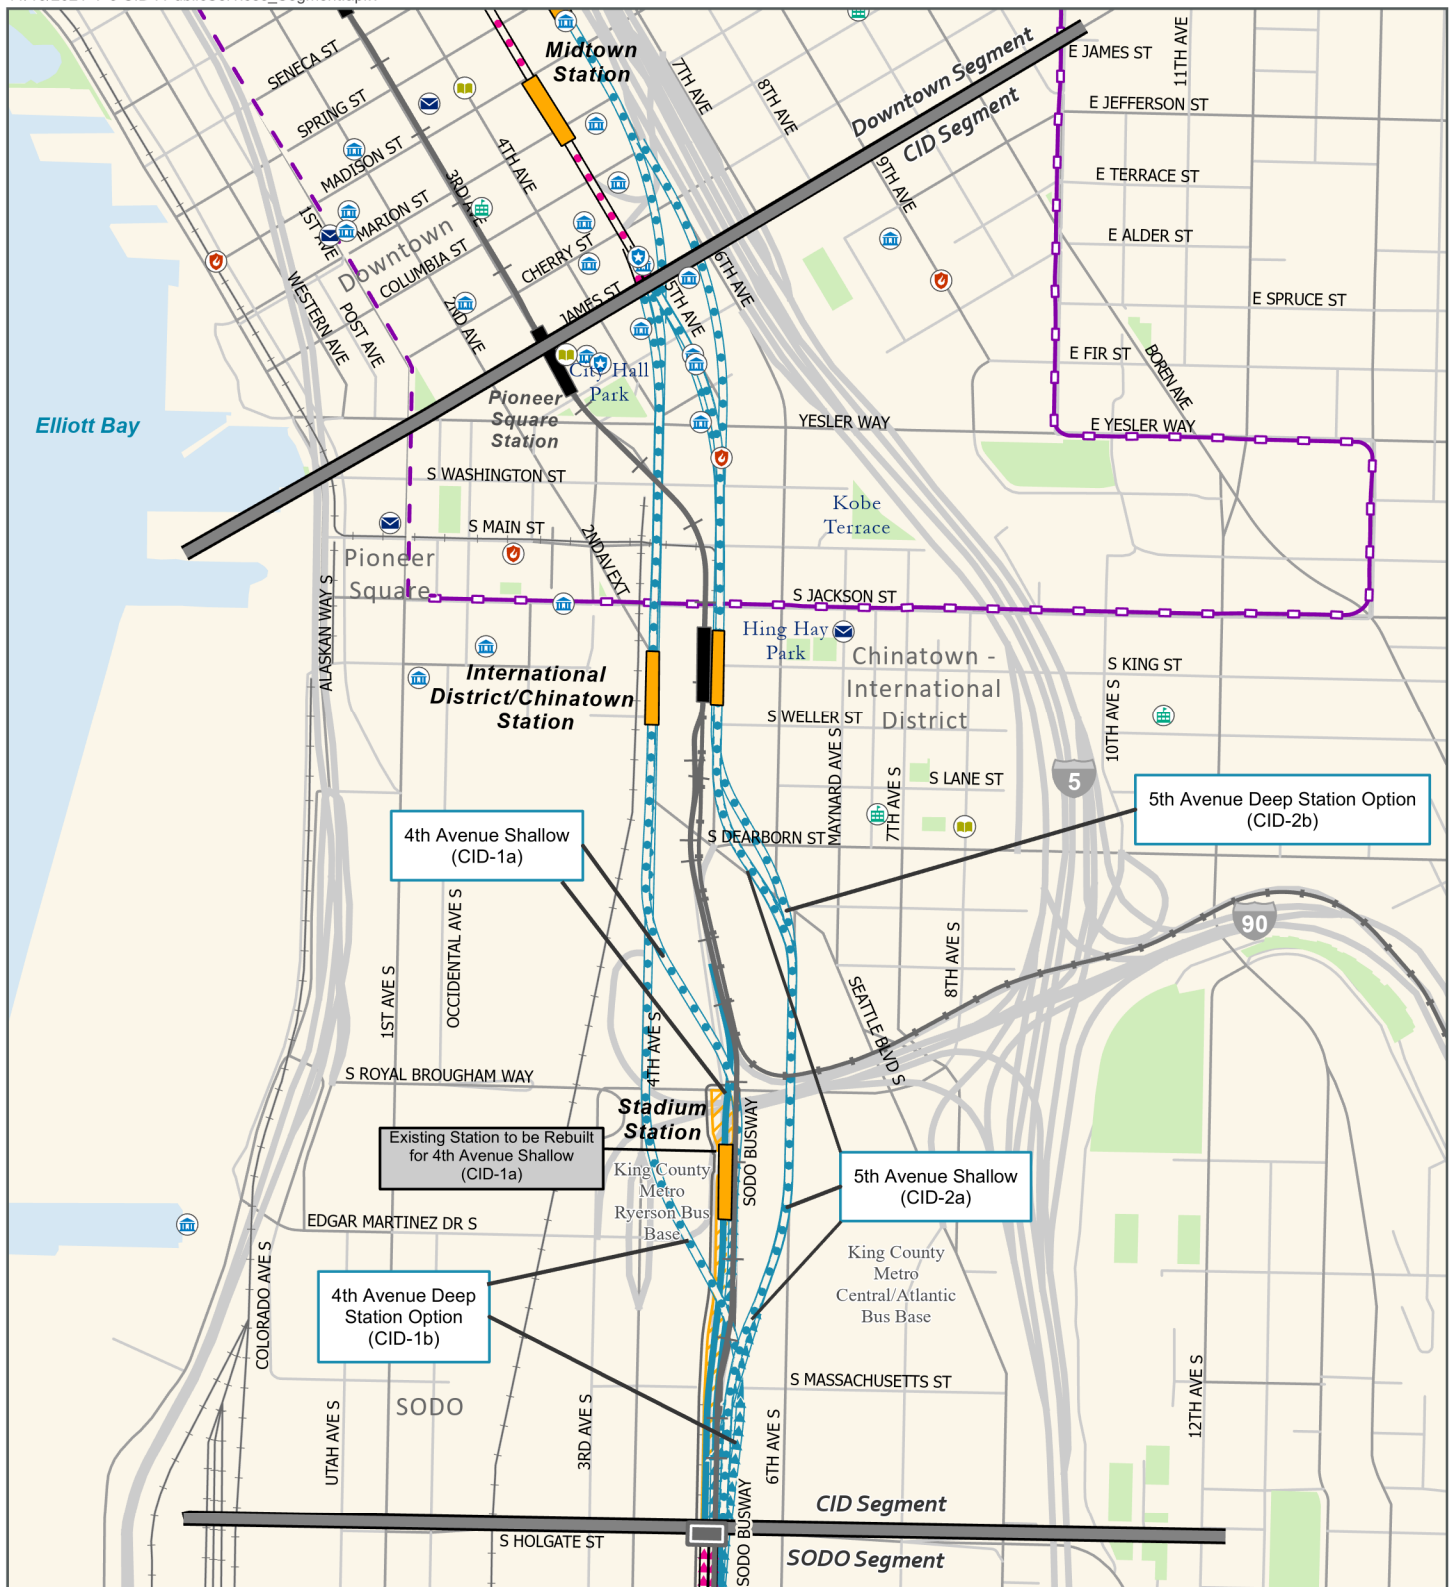 Midtown
Station
SENECA ST
SPRING ST
MADISON ST
MARION ST
COLUMBIA ST
CHERRY ST
JAMES ST
Downtown
1ST AVE
WESTERN AVE
POST AVE
2ND AVE
3RD AVE
4TH AVE
5TH AVE
6TH AVE
7TH AVE
8TH AVE
9TH AVE
11TH AVE
Downtown Segment
CID Segment
E JAMES ST
E JEFFERSON ST
E TERRACE ST
E ALDER ST
E SPRUCE ST
E FIR ST
BOREN AVE
E YESLER WAY
YESLER WAY
Elliott Bay
City Hall
Park
Pioneer
Square
Station
S WASHINGTON ST
S MAIN ST
2ND AV EXT
Kobe
Terrace
Pioneer
Square
S JACKSON ST
ALASKAN WAY S
Hing Hay
Park
Chinatown -
International
District
S KING ST
International
District/Chinatown
Station
S WELLER ST
10TH AVE S
MAYNARD AVE S
7TH AVE S
S LANE ST
5
S DEARBORN ST
5th Avenue Deep Station Option
(CID-2b)
4th Avenue Shallow
(CID-1a)
90
OCCIDENTAL AVE S
1ST AVE S
8TH AVE S
SEATTLE BLVD S
4TH AVE S
S ROYAL BROUGHAM WAY
Stadium
Station
SODO BUSWAY
Existing Station to be Rebuilt
for 4th Avenue Shallow
(CID-1a)
King County
Metro
Ryerson Bus
Base
5th Avenue Shallow
(CID-2a)
EDGAR MARTINEZ DR S
King County
Metro
Central/Atlantic
Bus Base
COLORADO AVE S
4th Avenue Deep
Station Option
(CID-1b)
S MASSACHUSETTS ST
SODO
UTAH AVE S
3RD AVE S
6TH AVE S
12TH AVE S
CID Segment
S HOLGATE ST
SODO BUSWAY
SODO Segment